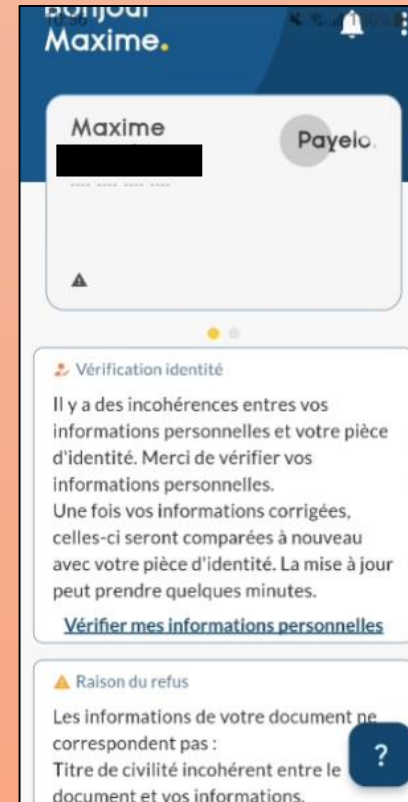 Bonjour
Maxime.
Maxime
Payelo.
---- ---- ---- ----
Vérification identité
Il y a des incohérences entres vos
informations personnelles et votre pièce
d'identité. Merci de vérifier vos
informations personnelles.
Une fois vos informations corrigées,
celles-ci seront comparées à nouveau
avec votre pièce d'identité. La mise à jour
peut prendre quelques minutes.
Vérifier mes informations personnelles
Raison du refus
Les informations de votre document ne
correspondent pas :
?
Titre de civilité incohérent entre le
document et vos informations.